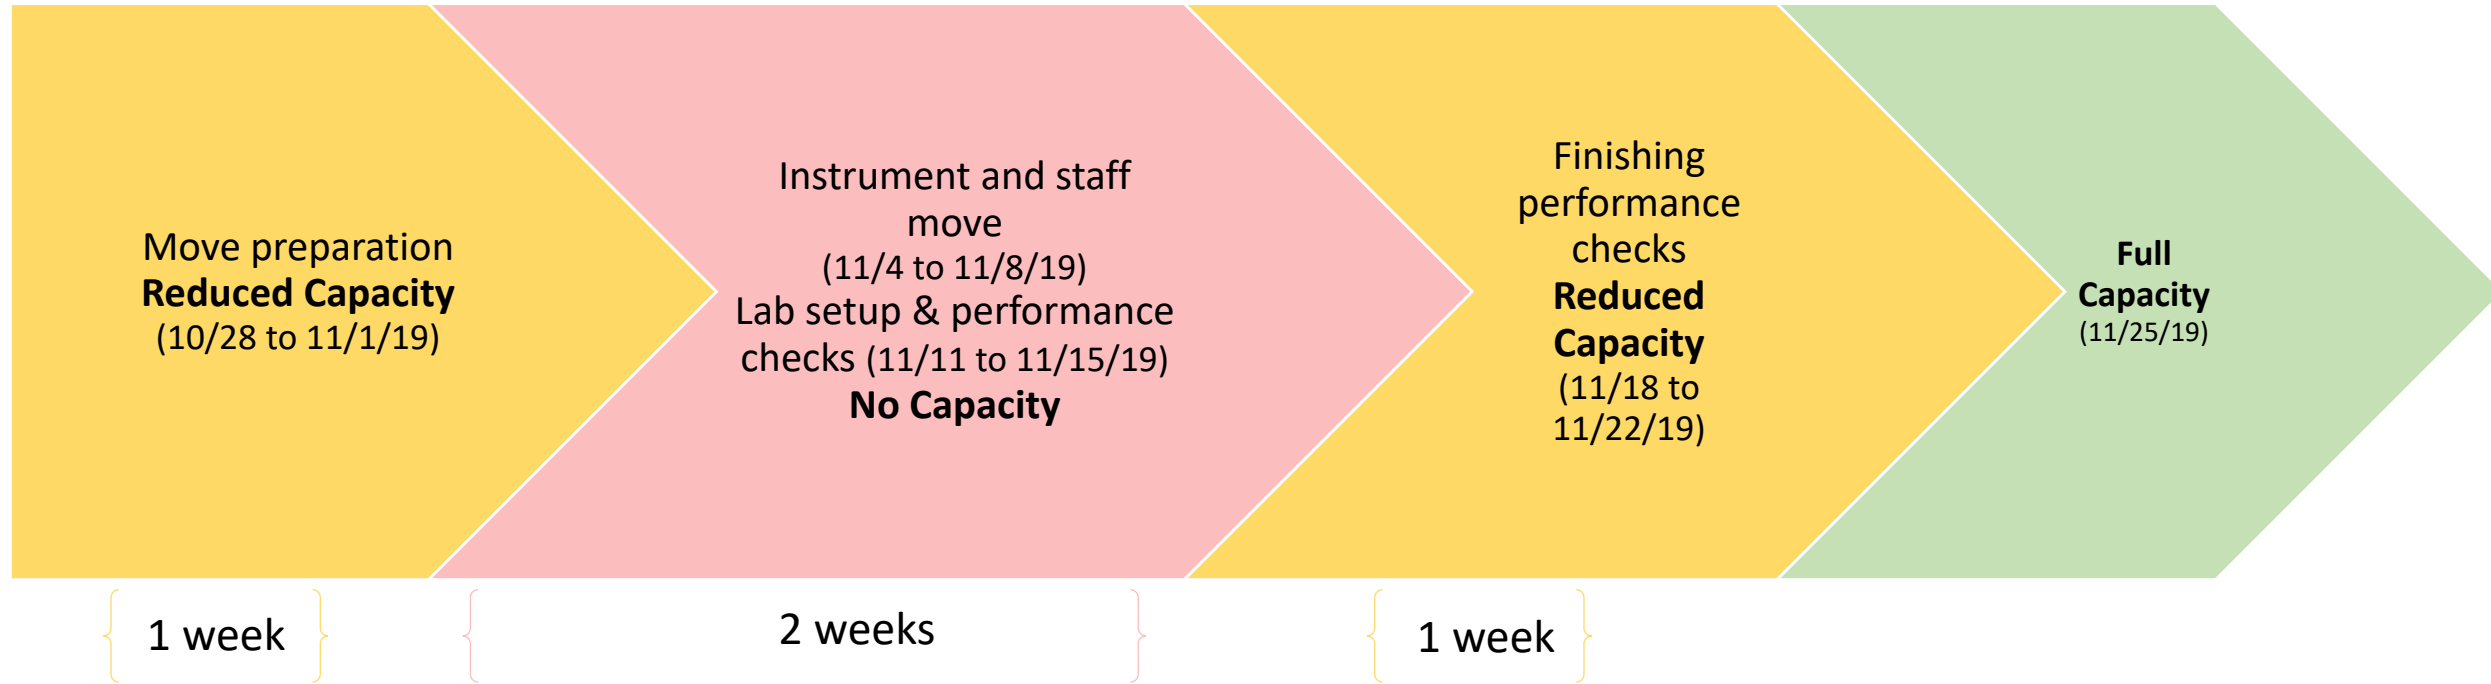 Move preparation
Reduced Capacity
(10/28 to 11/1/19)
Instrument and staff
move
(11/4 to 11/8/19)
Lab setup & performance
checks (11/11 to 11/15/19)
No Capacity
Finishing
performance
checks
Reduced
Capacity
(11/18 to
11/22/19)
Full
Capacity
(11/25/19)
1 week
2 weeks
1 week